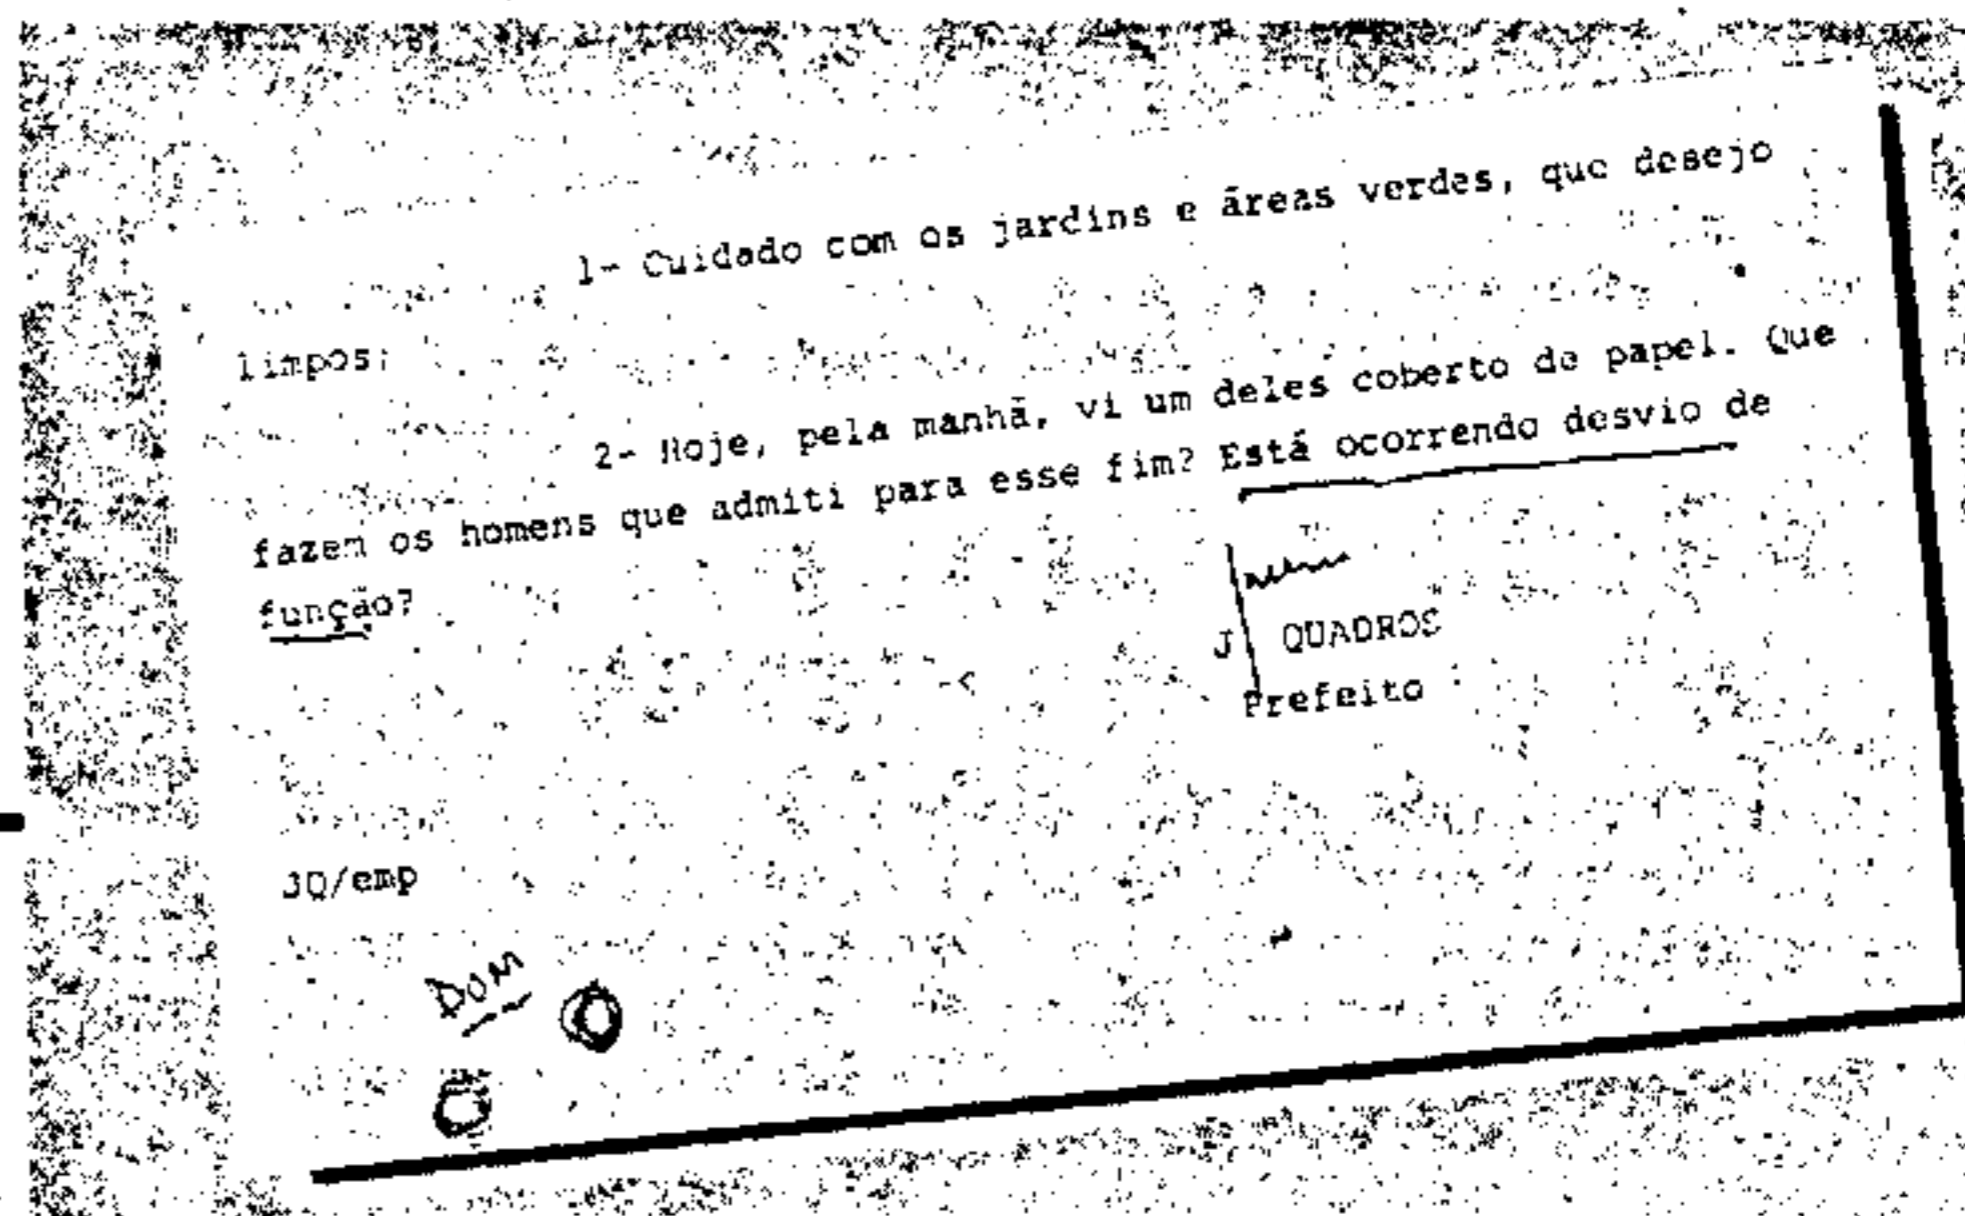 1- Cuidado com os jardins e áreas verdes, que desejo
limpos;
2- Hoje, pela manhã, vi um deles coberto de papel. Que
fazem os homens que admiti para esse fim? Está ocorrendo desvio de
função?
J QUADROS
Prefeito
JQ/emp
DOM